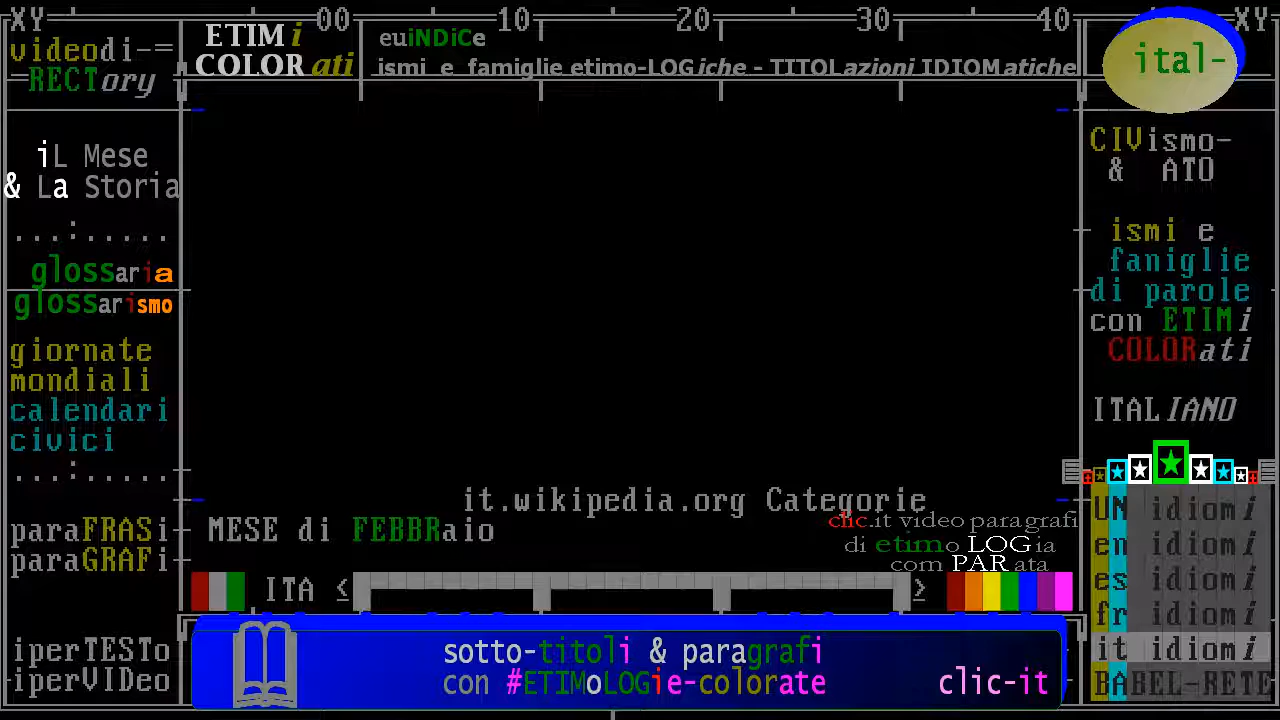 XY 00 10 20 30 40 XY
videodi-=
=RECTory
ETIMi
COLORati
euiNDiCe
ismi e famiglie etimo-LOGiche - TITOLazioni IDIOMatiche
ital-
iL Mese
& La Storia
...:.....
glossaria
glossarismo
giornate
mondiali
calendari
civici
...:.....
paraFRASi
paraGRAFi
iperTESTo
iperVIDeo
it.wikipedia.org Categorie
MESE di FEBBRaio
clic.it video paragrafi
di etimo LOGia
com PARata
ITA < >
sotto-titoli & paragrafi
con #ETIMoLOGie-colorate
clic-it
CIVismo-
& ATO
ismi e
faniglie
di parole
con ETIMi
COLORati
ITALIANO
UN idiomi
en idiomi
es idiomi
fr idiomi
it idiomi
BABEL-RETE